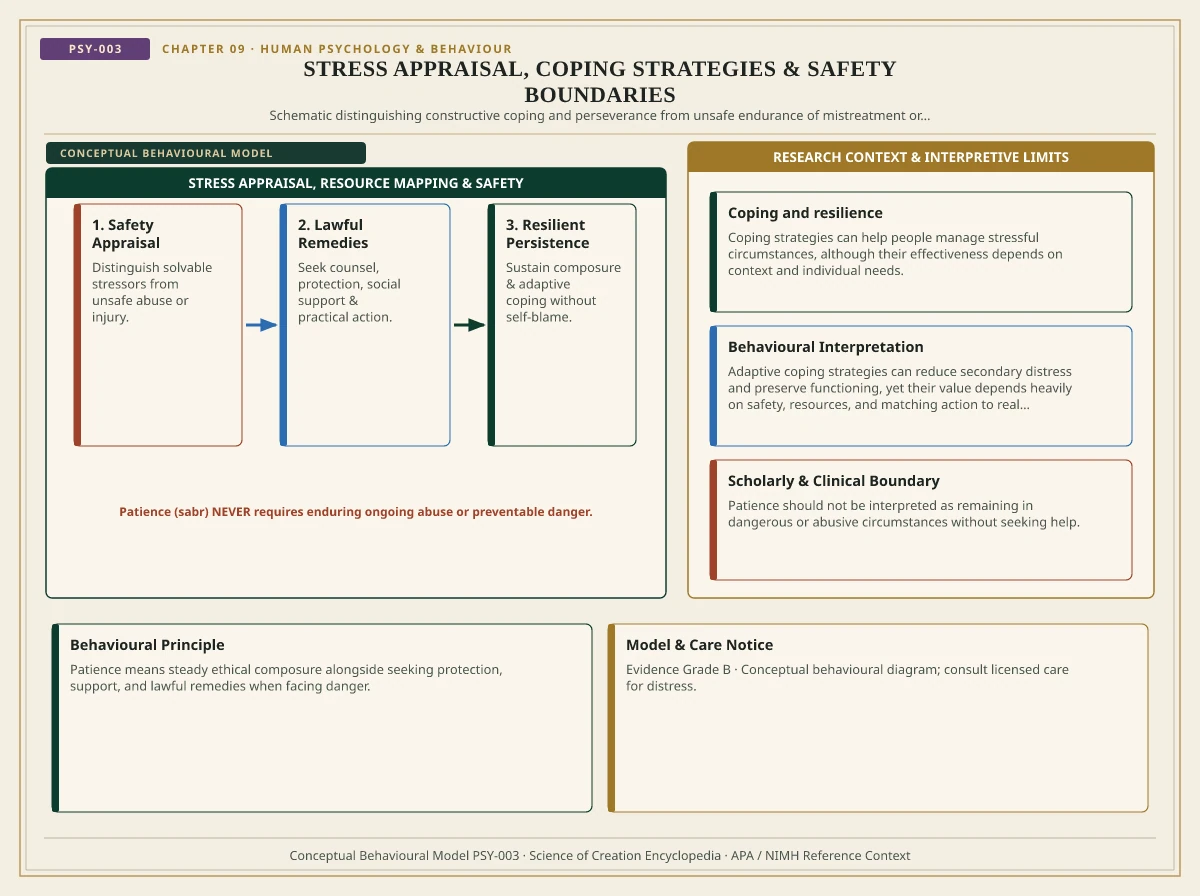 PSY-003
CHAPTER 09 · HUMAN PSYCHOLOGY & BEHAVIOUR
STRESS APPRAISAL, COPING STRATEGIES & SAFETY
BOUNDARIES
Schematic distinguishing constructive coping and perseverance from unsafe endurance of mistreatment or...
CONCEPTUAL BEHAVIOURAL MODEL
STRESS APPRAISAL, RESOURCE MAPPING & SAFETY
1. Safety
Appraisal
Distinguish solvable
stressors from
unsafe abuse or
injury.
2. Lawful
Remedies
Seek counsel,
protection, social
support &
practical action.
3. Resilient
Persistence
Sustain composure
& adaptive
coping without
self-blame.
Patience (sabr) NEVER requires enduring ongoing abuse or preventable danger.
RESEARCH CONTEXT & INTERPRETIVE LIMITS
Coping and resilience
Coping strategies can help people manage stressful
circumstances, although their effectiveness depends on
context and individual needs.
Behavioural Interpretation
Adaptive coping strategies can reduce secondary distress
and preserve functioning, yet their value depends heavily
on safety, resources, and matching action to real...
Scholarly & Clinical Boundary
Patience should not be interpreted as remaining in
dangerous or abusive circumstances without seeking help.
Behavioural Principle
Patience means steady ethical composure alongside seeking protection,
support, and lawful remedies when facing danger.
Model & Care Notice
Evidence Grade B · Conceptual behavioural diagram; consult licensed care
for distress.
Conceptual Behavioural Model PSY-003 · Science of Creation Encyclopedia · APA / NIMH Reference Context